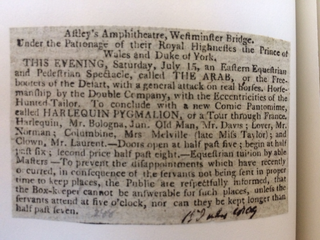 Astley's Amphitheatre, Westminster Bridge.
Under the Patronage of their Royal Highnesses the Prince of
Wales and Duke of York.
THIS EVENING, Saturday, July 15, an Eastern Equestrian
and Pedestrian Spectacle, called THE ARAB, or the Free-
booters of the Desart, with a general attack on real horses. Horse-
manship by the Double Company, with the Eccentricities of the
Hunted-Tailor. To conclude with a new Comic Pantomime,
called HARLEQUIN PYGMALION, or a Tour through France.
Harlequin, Mr. Bologna, Jun. Old Man, Mr. Davis; Lover, Mr.
Norman; Columbine, Mrs Melville (late Miss Taylor); and
Clown, Mr. Laurent.—Doors open at half past five; begin at half
past six; second price half past eight.—Equestrian tuition by able
Masters —To prevent the disappointments which have recently
occurred, in consequence of the servants not being sent in proper
time to keep places, the Public are respectfully informed, that
the Box-keeper cannot be answerable for such places, unless the
servants attend at five o'clock, nor can they be kept longer than
half past seven.